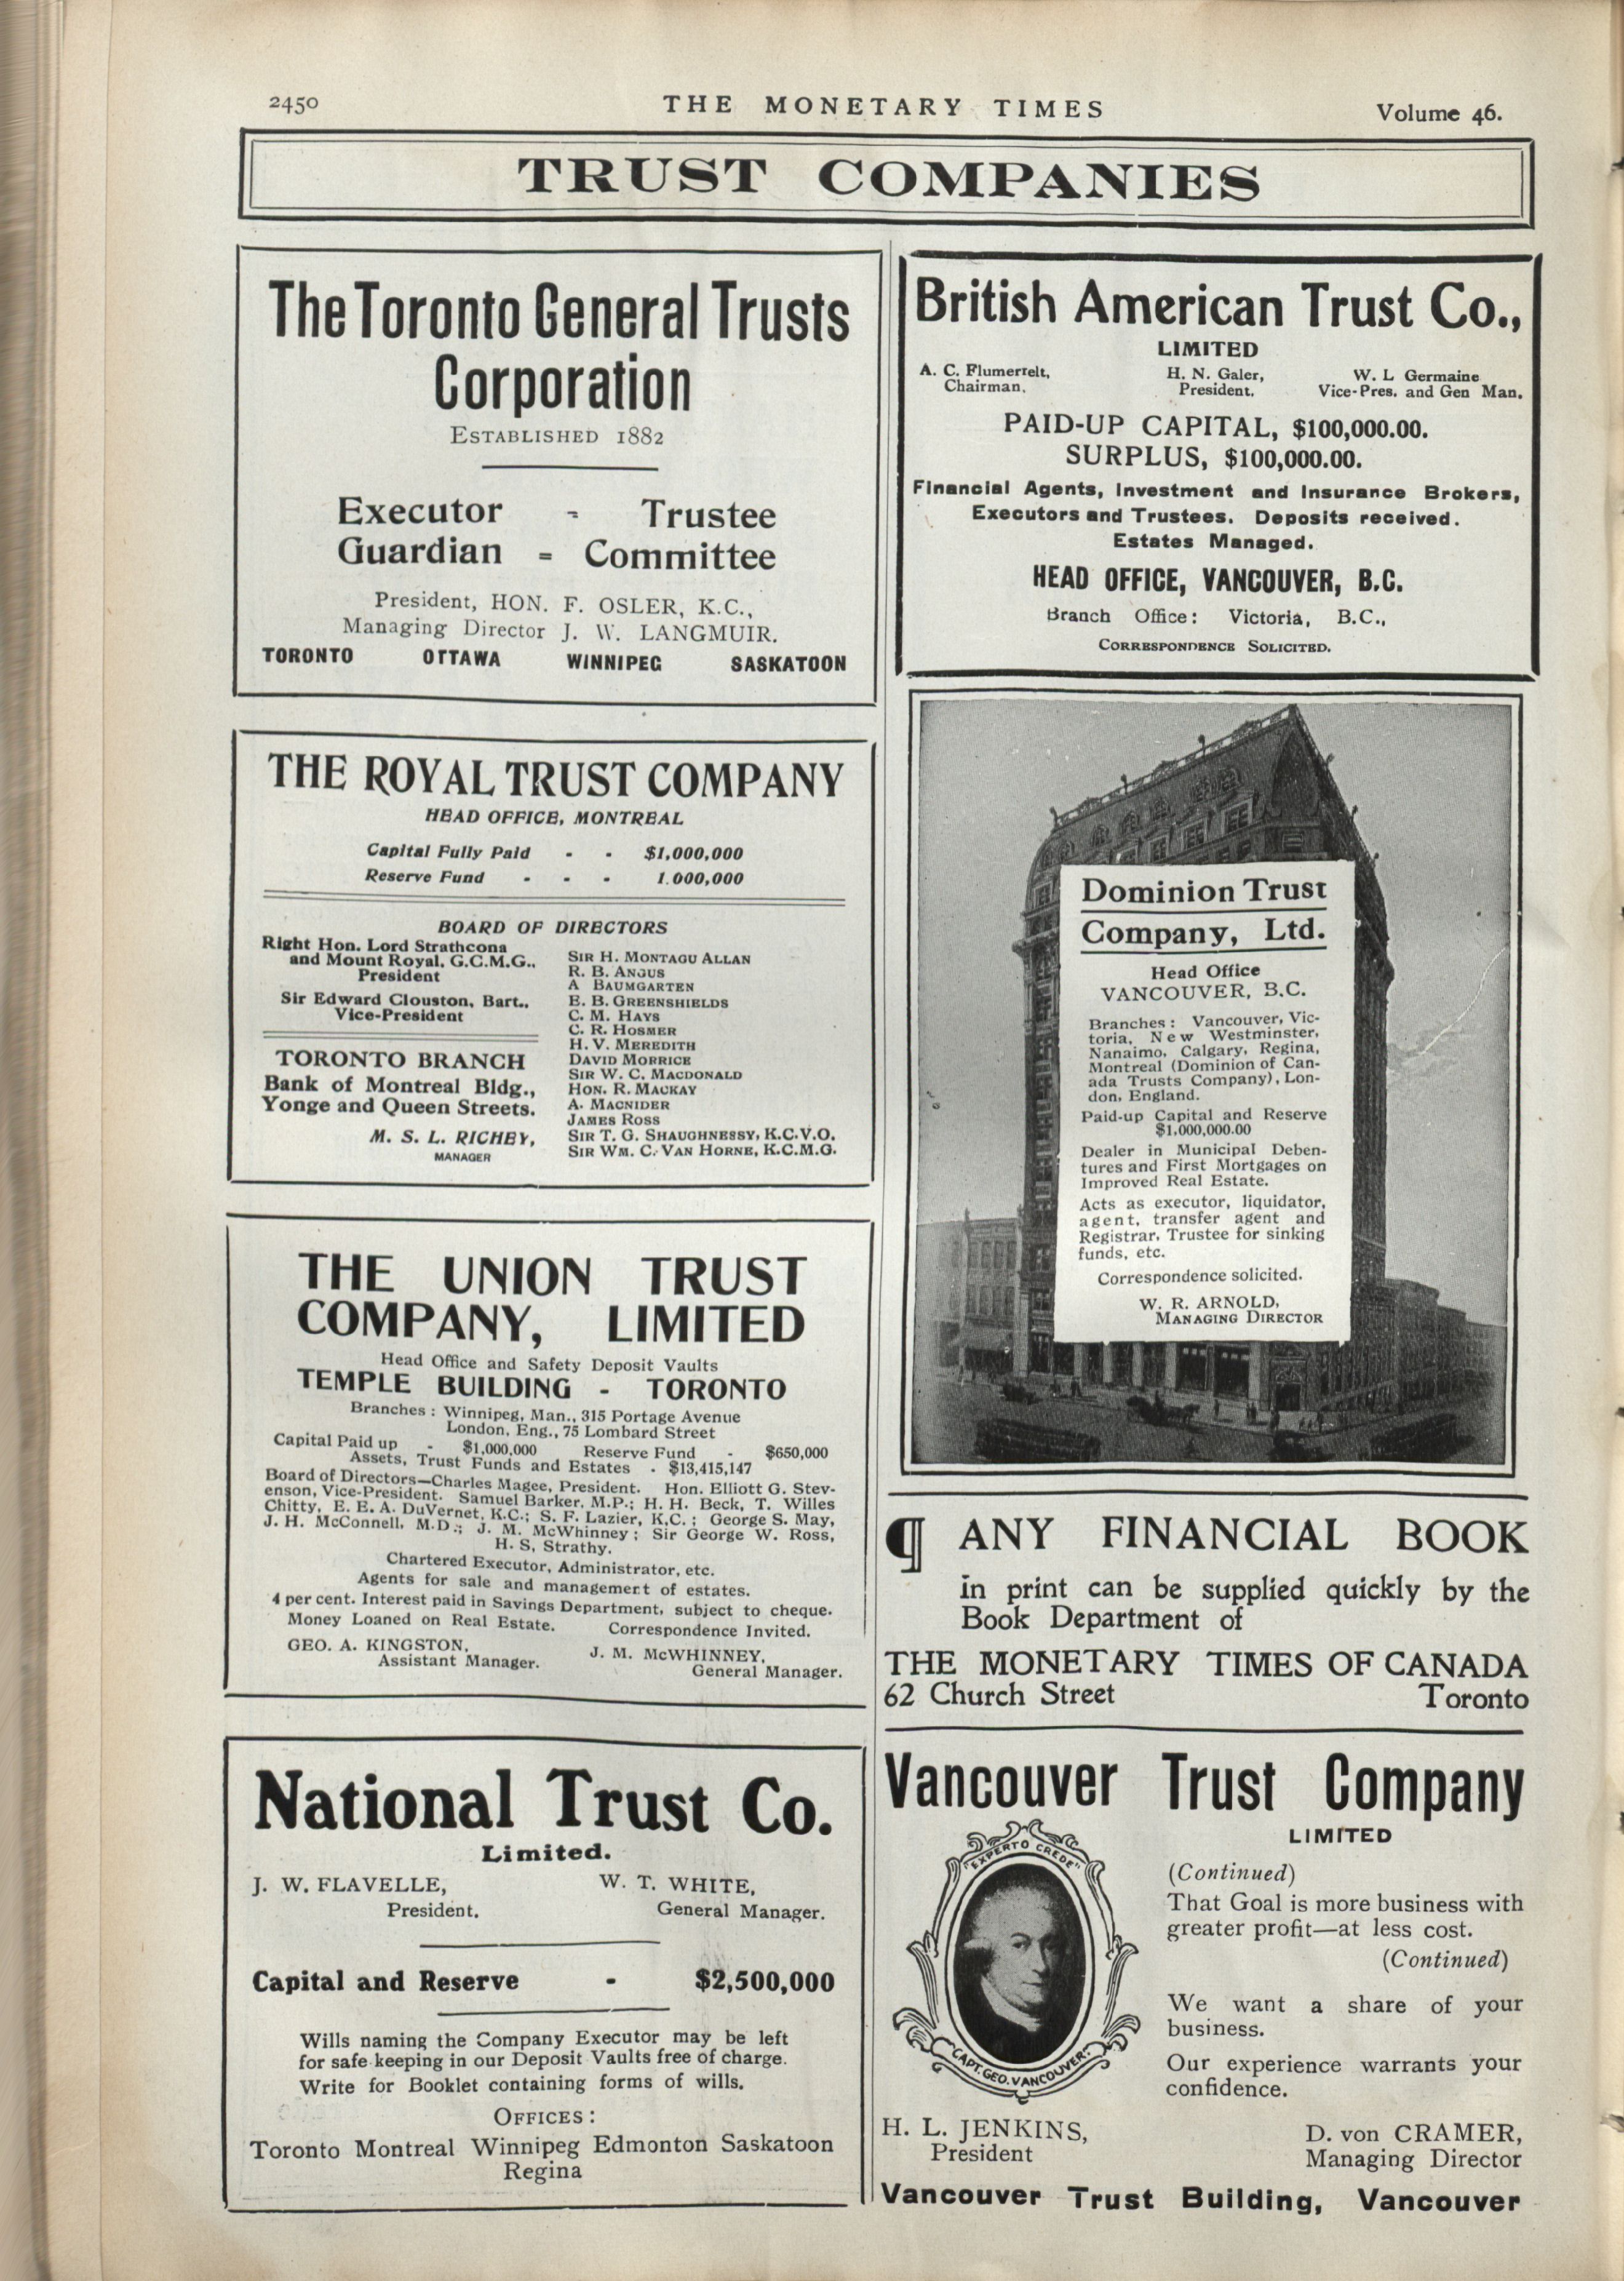 2450
THE MONETARY TIMES
Volume 46.
TRUST COMPANIES
The Toronto General Trusts
Corporation
ESTABLISHED 1882
Executor - Trustee
Guardian = Committee
President, HON. F. OSLER, K.C.,
Managing Director J. W. LANGMUIR.
TORONTO OTTAWA WINNIPEG SASKATOON
THE ROYAL TRUST COMPANY
HEAD OFFICE, MONTREAL
Capital Fully Paid - - $1,000,000
Reserve Fund - - - 1.000,000
BOARD OF DIRECTORS
Right Hon. Lord Strathcona
and Mount Royal, G.C.M.G.,
President
Sir Edward Clouston, Bart.,
Vice-President
TORONTO BRANCH
Bank of Montreal Bldg.,
Yonge and Queen Streets.
M. S. L. RICHEY,
MANAGER
SIR H. MONTAGU ALLAN
R. B. ANGUS
A BAUMGARTEN
E. B. GREENSHIELDS
C. M. HAYS
C. R. HOSMER
H. V. MEREDITH
DAVID MORRICE
SIR W. C. MACDONALD
HON. R. MACKAY
A. MACNIDER
JAMES ROSS
SIR T. G. SHAUGHNESSY, K.C.V.O.
SIR WM. C. VAN HORNE, K.C.M.G.
THE UNION TRUST
COMPANY, LIMITED
Head Office and Safety Deposit Vaults
TEMPLE BUILDING - TORONTO
Branches : Winnipeg, Man., 315 Portage Avenue
London, Eng., 75 Lombard Street
Capital Paid up - $1,000,000 Reserve Fund - $650,000
Assets, Trust Funds and Estates . $13,415,147
Board of Directors—Charles Magee, President. Hon. Elliott G. Stev-
enson, Vice-President. Samuel Barker, M.P.; H. H. Beck, T. Willes
Chitty, E. E. A. DuVernet, K.C.; S. F. Lazier, K.C. ; George S. May,
J. H. McConnell, M.D.; J. M. McWhinney ; Sir George W. Ross,
H. S, Strathy.
Chartered Executor, Administrator, etc.
Agents for sale and management of estates.
4 per cent. Interest paid in Savings Department, subject to cheque.
Money Loaned on Real Estate. Correspondence Invited.
GEO. A. KINGSTON, J. M. McWHINNEY,
Assistant Manager. General Manager.
National Trust Co.
Limited.
J. W. FLAVELLE, W. T. WHITE,
President. General Manager.
Capital and Reserve - $2,500,000
Wills naming the Company Executor may be left
for safe keeping in our Deposit Vaults free of charge.
Write for Booklet containing forms of wills.
OFFICES :
Toronto Montreal Winnipeg Edmonton Saskatoon
Regina
British American Trust Co.,
LIMITED
A. C. Flumerfelt, H. N. Galer, W. L Germaine
Chairman. President. Vice-Pres. and Gen Man.
PAID-UP CAPITAL, $100,000.00.
SURPLUS, $100,000.00.
Financial Agents, Investment and Insurance Brokers,
Executors and Trustees. Deposits received.
Estates Managed.
HEAD OFFICE, VANCOUVER, B.C.
Branch Office : Victoria, B.C.,
CORRESPONDENCE SOLICITED.
Dominion Trust
Company, Ltd.
Head Office
VANCOUVER, B.C.
Branches : Vancouver, Vic-
toria, New Westminster,
Nanaimo, Calgary, Regina,
Montreal (Dominion of Can-
ada Trusts Company), Lon-
don, England.
Paid-up Capital and Reserve
$1,000,000.00
Dealer in Municipal Deben-
tures and First Mortgages on
Improved Real Estate.
Acts as executor, liquidator,
agent, transfer agent and
Registrar, Trustee for sinking
funds, etc.
Correspondence solicited.
W. R. ARNOLD,
MANAGING DIRECTOR
¶ ANY FINANCIAL BOOK
in print can be supplied quickly by the
Book Department of
THE MONETARY TIMES OF CANADA
62 Church Street Toronto
Vancouver Trust Company
LIMITED
"EXPERTO CREDE"
CAPT. GEO. VANCOUVER.
(Continued)
That Goal is more business with
greater profit—at less cost.
(Continued)
We want a share of your
business.
Our experience warrants your
confidence.
H. L. JENKINS, D. von CRAMER,
President Managing Director
Vancouver Trust Building, Vancouver